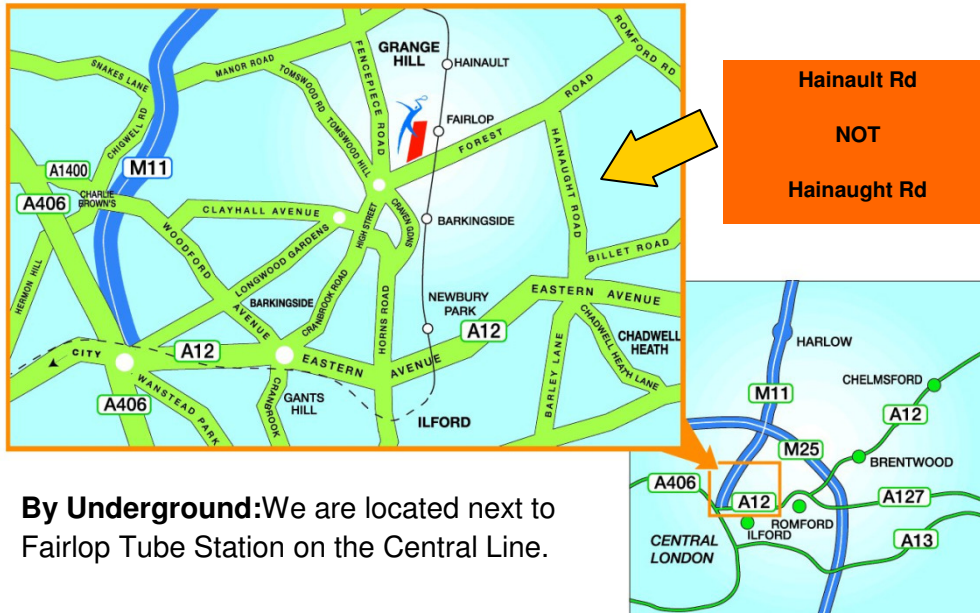 GRANGE
HILL
HAINAULT
FAIRLOP
BARKINGSIDE
NEWBURY
PARK
SNAKES LANE
MANOR ROAD
TOMSWOOD RD
TOMSWOOD HILL
FENCEPIECE ROAD
FOREST ROAD
ROMFORD RD
CHIGWELL RD
M11
A1400
A406
CHARLIE
BROWN'S
CLAYHALL AVENUE
WOODFORD AVENUE
LONGWOOD GARDENS
HIGH STREET
CRAVEN GDNS
HAINAUGHT ROAD
BILLET ROAD
HERMON HILL
BARKINGSIDE
CRANBROOK ROAD
HORNS ROAD
EASTERN AVENUE
A12
CHADWELL
HEATH
CHADWELL HEATH LANE
BARLEY LANE
CITY
A12
EASTERN AVENUE
A406
WANSTEAD PARK
CRANBROOK
GANTS
HILL
ILFORD
Hainault Rd
NOT
Hainaught Rd
HARLOW
M11
CHELMSFORD
A12
M25
BRENTWOOD
A406
A12
A127
ROMFORD
ILFORD
CENTRAL
LONDON
A13
By Underground:We are located next to
Fairlop Tube Station on the Central Line.